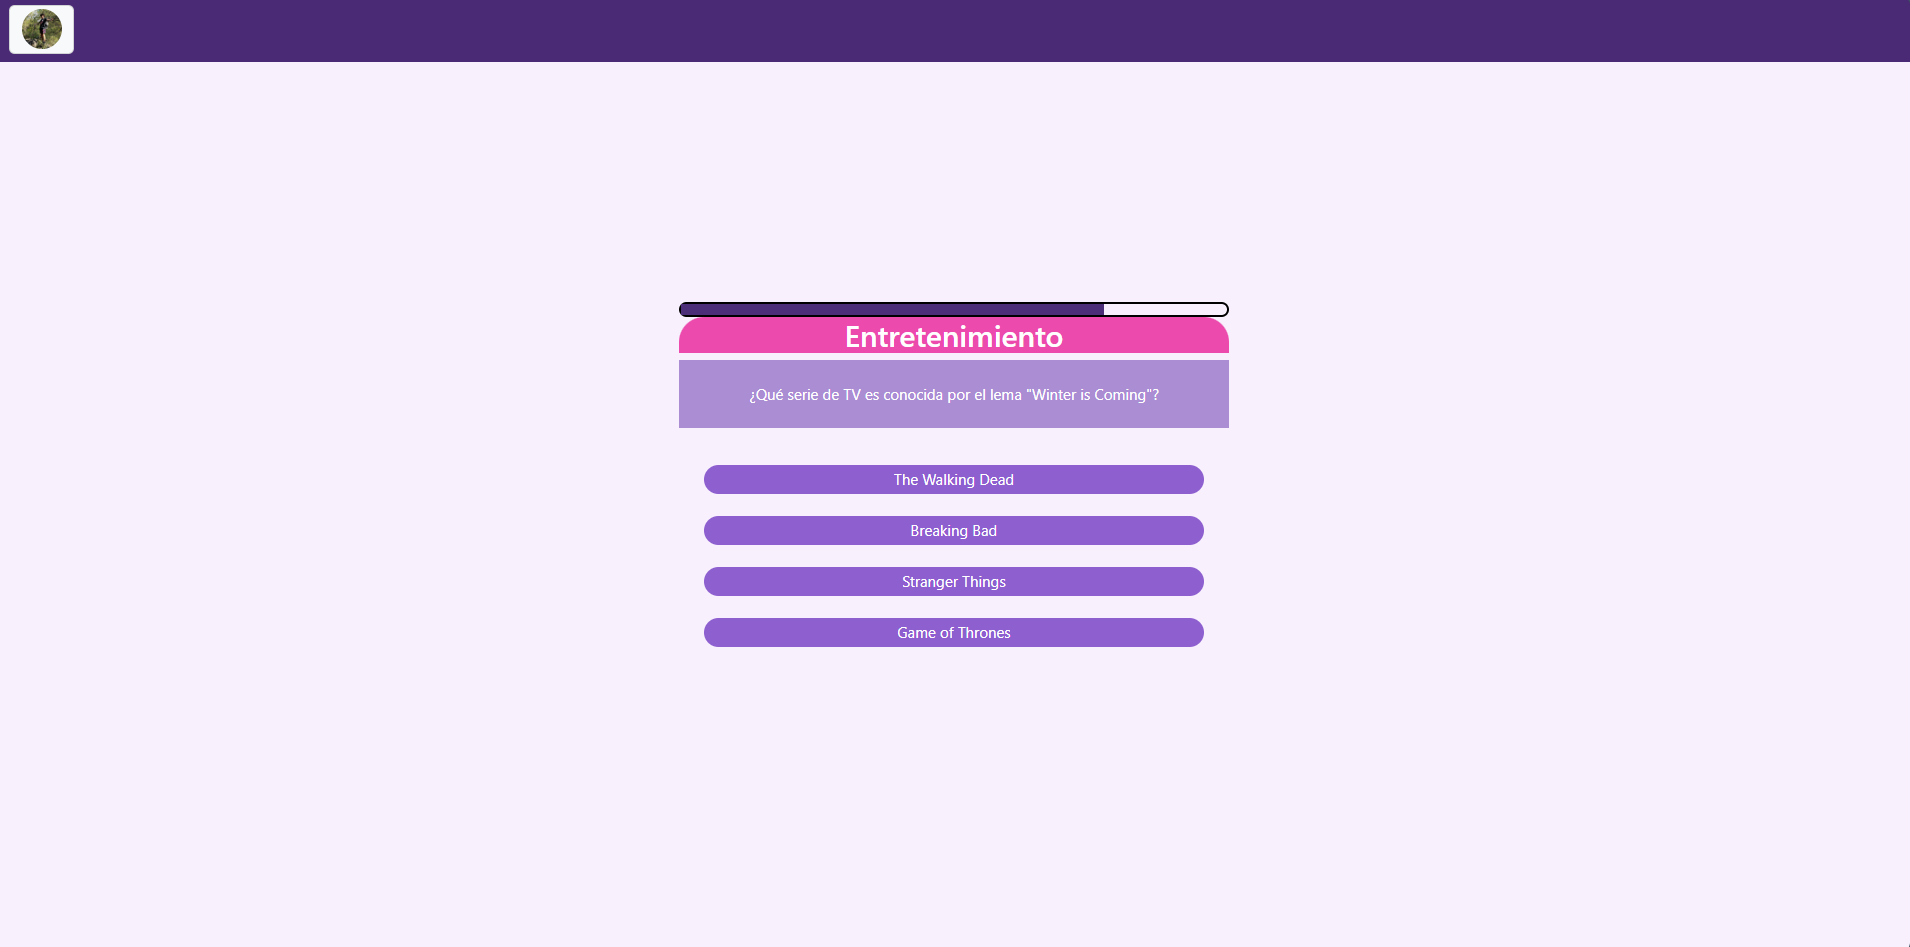 Entretenimiento
¿Qué serie de TV es conocida por el lema "Winter is Coming"?
The Walking Dead
Breaking Bad
Stranger Things
Game of Thrones